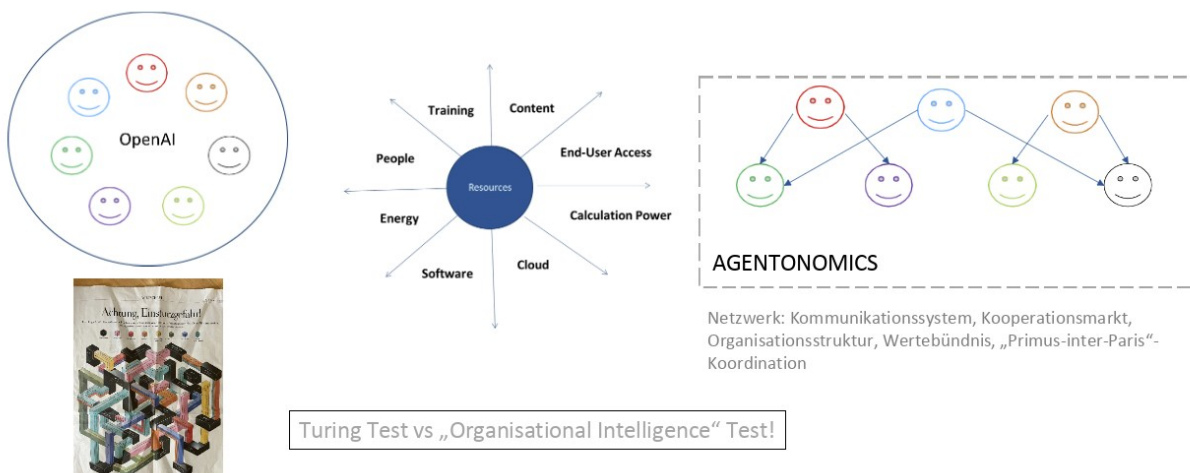 OpenAI
Training
Content
People
End-User Access
Resources
Energy
Calculation Power
Software
Cloud
AGENTONOMICS
Netzwerk: Kommunikationssystem, Kooperationsmarkt,
Organisationsstruktur, Wertebündnis, „Primus-inter-Paris“-
Koordination
Achtung, Einsturzgefahr!
Turing Test vs „Organisational Intelligence“ Test!